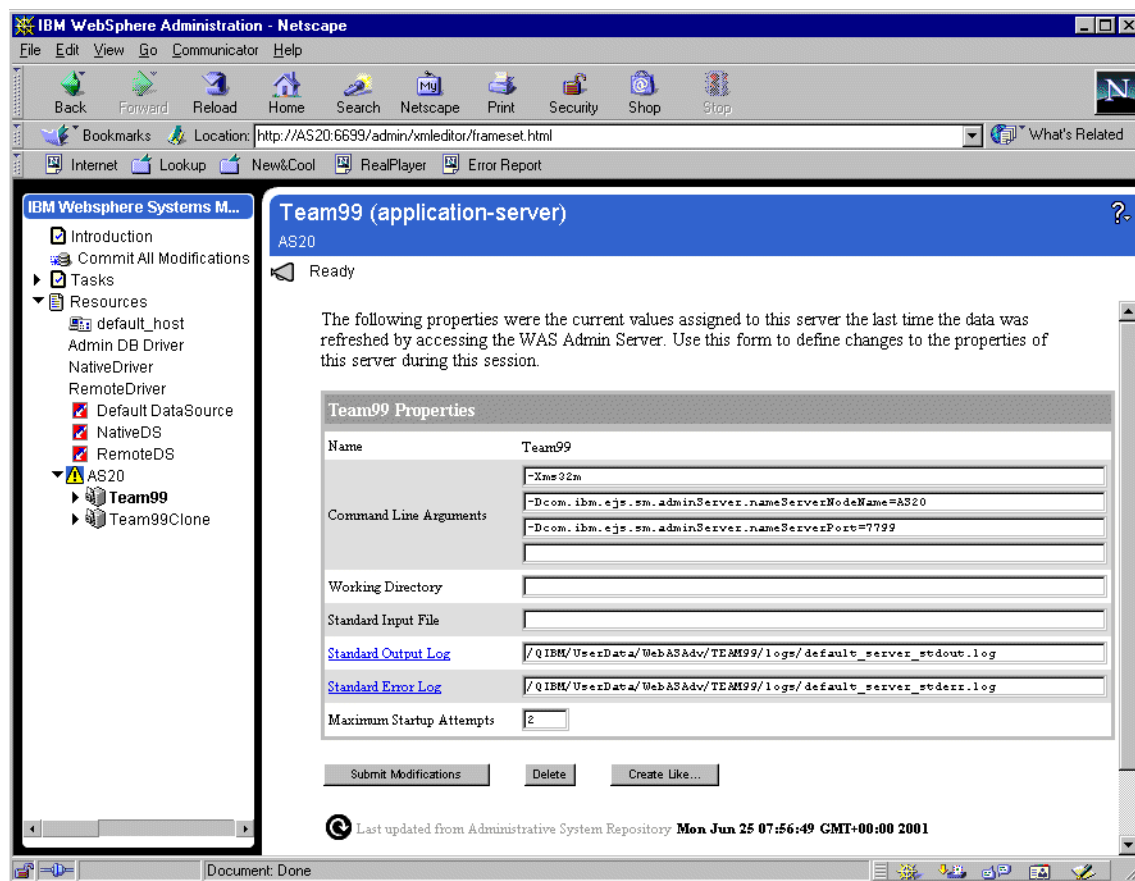 IBM WebSphere Administration - Netscape
File Edit View Go Communicator Help
Back Forward Reload Home Search Netscape Print Security Shop Stop
My
N
Bookmarks Location: http://AS20:6699/admin/xmleditor/frameset.html What's Related
Internet Lookup New&Cool RealPlayer Error Report
IBM Websphere Systems M...
Introduction
Commit All Modifications
Tasks
Resources
default_host
Admin DB Driver
NativeDriver
RemoteDriver
Default DataSource
NativeDS
RemoteDS
AS20
Team99
Team99Clone
Team99 (application-server)
AS20
?
Ready
The following properties were the current values assigned to this server the last time the data was
refreshed by accessing the WAS Admin Server. Use this form to define changes to the properties of
this server during this session.
Team99 Properties
Name Team99
Command Line Arguments
-Xms32m
-Dcom.ibm.ejs.sm.adminServer.nameServerNodeName=AS20
-Dcom.ibm.ejs.sm.adminServer.nameServerPort=7799
Working Directory
Standard Input File
Standard Output Log /QIBM/UserData/WebASAdv/TEAM99/logs/default_server_stdout.log
Standard Error Log /QIBM/UserData/WebASAdv/TEAM99/logs/default_server_stderr.log
Maximum Startup Attempts 2
Submit Modifications Delete Create Like...
Last updated from Administrative System Repository Mon Jun 25 07:56:49 GMT+00:00 2001
Document: Done